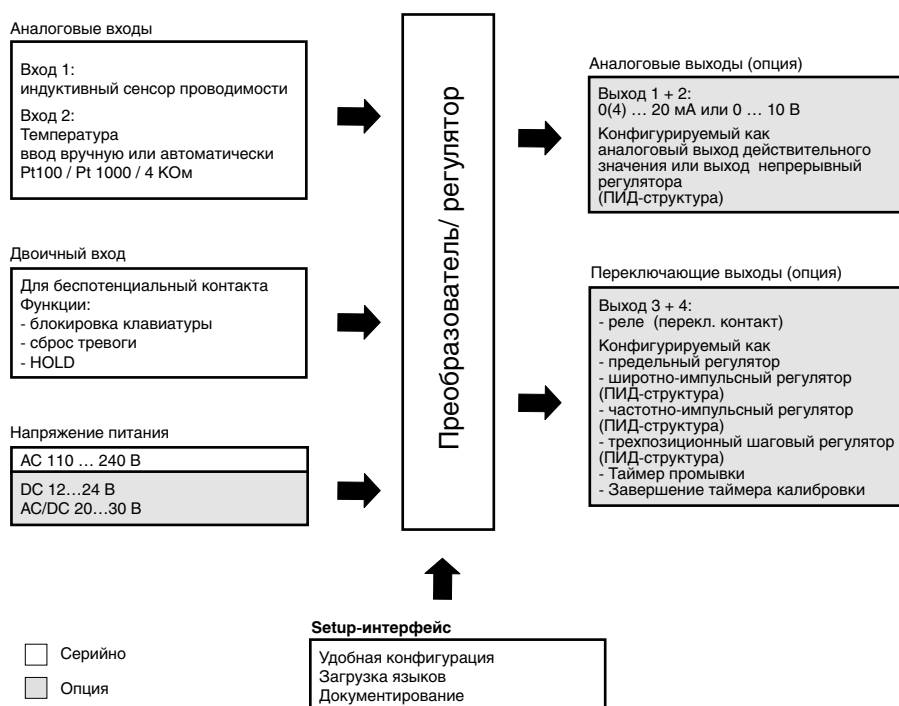 Аналоговые входы
Вход 1:
индуктивный сенсор проводимости
Вход 2:
Температура
ввод вручную или автоматически
Pt100 / Pt 1000 / 4 КОм
Двоичный вход
Для беспотенциальный контакта
Функции:
- блокировка клавиатуры
- сброс тревоги
- HOLD
Напряжение питания
AC 110 ... 240 В
DC 12...24 В
AC/DC 20...30 В
Преобразователь/ регулятор
Аналоговые выходы (опция)
Выход 1 + 2:
0(4) ... 20 мА или 0 ... 10 В
Конфигурируемый как
аналоговый выход действительного
значения или выход непрерывный
регулятора
(ПИД-структура)
Переключающие выходы (опция)
Выход 3 + 4:
- реле (перекл. контакт)
Конфигурируемый как
- предельный регулятор
- широтно-импульсный регулятор
(ПИД-структура)
- частотно-импульсный регулятор
(ПИД-структура)
- трехпозиционный шаговый регулятор
(ПИД-структура)
- Таймер промывки
- Завершение таймера калибровки
Setup-интерфейс
Удобная конфигурация
Загрузка языков
Документирование
Серийно
Опция